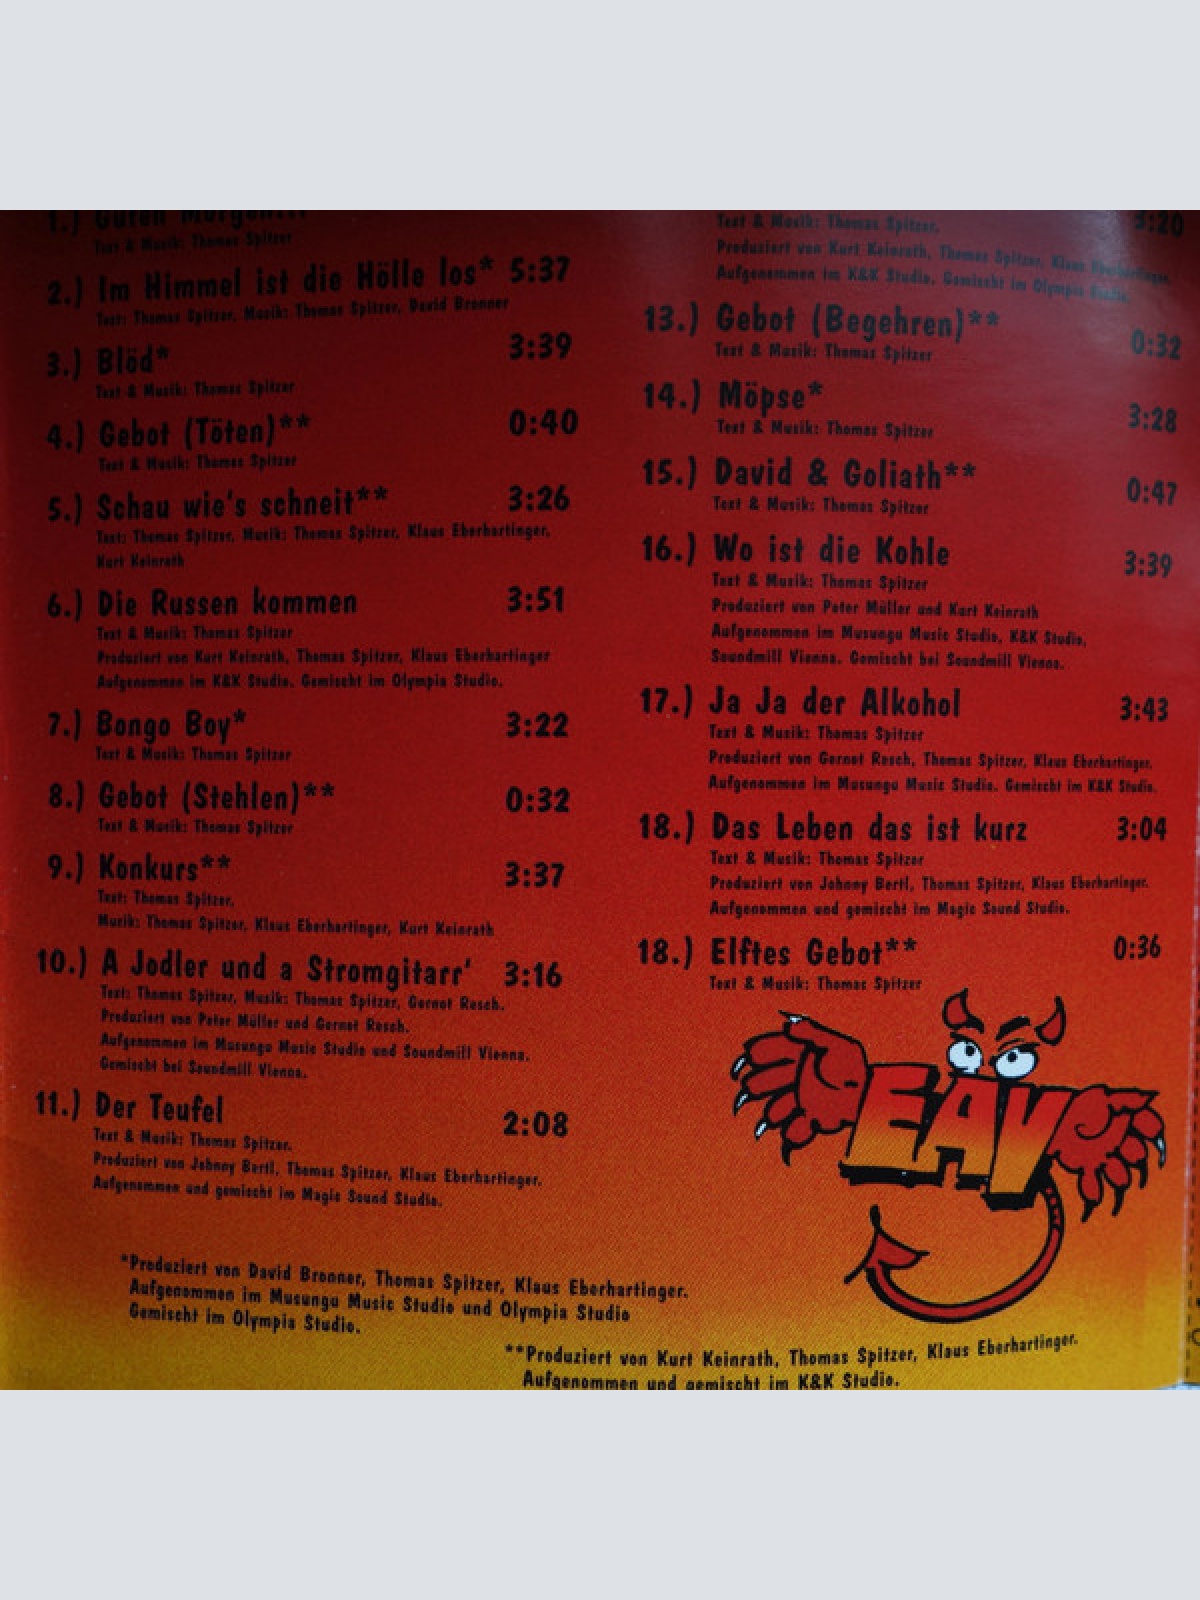 1.) Guten Morgen...
Text & Musik: Thomas Spitzer
2.) Im Himmel ist die Hölle los* 5:37
Text: Thomas Spitzer, Musik: Thomas Spitzer, David Bronner
3.) Blöd* 3:39
Text & Musik: Thomas Spitzer
4.) Gebot (Töten)** 0:40
Text & Musik: Thomas Spitzer
5.) Schau wie's schneit** 3:26
Text: Thomas Spitzer, Musik: Thomas Spitzer, Klaus Eberhartinger,
Kurt Keinrath
6.) Die Russen kommen 3:51
Text & Musik: Thomas Spitzer
Produziert von Kurt Keinrath, Thomas Spitzer, Klaus Eberhartinger
Aufgenommen im K&K Studio. Gemischt im Olympia Studio.
7.) Bongo Boy* 3:22
Text & Musik: Thomas Spitzer
8.) Gebot (Stehlen)** 0:32
Text & Musik: Thomas Spitzer
9.) Konkurs** 3:37
Text: Thomas Spitzer,
Musik: Thomas Spitzer, Klaus Eberhartinger, Kurt Keinrath
10.) A Jodler und a Stromgitarr' 3:16
Text: Thomas Spitzer, Musik: Thomas Spitzer, Gernot Resch.
Produziert von Peter Müller und Gernot Resch.
Aufgenommen im Musungu Music Studio und Soundmill Vienna.
Gemischt bei Soundmill Vienna.
11.) Der Teufel 2:08
Text & Musik: Thomas Spitzer.
Produziert von Johnny Bertl, Thomas Spitzer, Klaus Eberhartinger.
Aufgenommen und gemischt im Magic Sound Studio.
3:20
Text & Musik: Thomas Spitzer.
Produziert von Kurt Keinrath, Thomas Spitzer, Klaus Eberhartinger.
Aufgenommen im K&K Studio. Gemischt im Olympia Studio.
13.) Gebot (Begehren)** 0:32
Text & Musik: Thomas Spitzer
14.) Möpse* 3:28
Text & Musik: Thomas Spitzer
15.) David & Goliath** 0:47
Text & Musik: Thomas Spitzer
16.) Wo ist die Kohle 3:39
Text & Musik: Thomas Spitzer
Produziert von Peter Müller und Kurt Keinrath
Aufgenommen im Musungu Music Studio, K&K Studio,
Soundmill Vienna. Gemischt bei Soundmill Vienna.
17.) Ja Ja der Alkohol 3:43
Text & Musik: Thomas Spitzer
Produziert von Gernot Resch, Thomas Spitzer, Klaus Eberhartinger.
Aufgenommen im Musungu Music Studio. Gemischt im K&K Studio.
18.) Das Leben das ist kurz 3:04
Text & Musik: Thomas Spitzer
Produziert von Johnny Bertl, Thomas Spitzer, Klaus Eberhartinger.
Aufgenommen und gemischt im Magic Sound Studio.
18.) Elftes Gebot** 0:36
Text & Musik: Thomas Spitzer
EAV
*Produziert von David Bronner, Thomas Spitzer, Klaus Eberhartinger.
Aufgenommen im Musungu Music Studio und Olympia Studio
Gemischt im Olympia Studio.
**Produziert von Kurt Keinrath, Thomas Spitzer, Klaus Eberhartinger.
Aufgenommen und gemischt im K&K Studio.